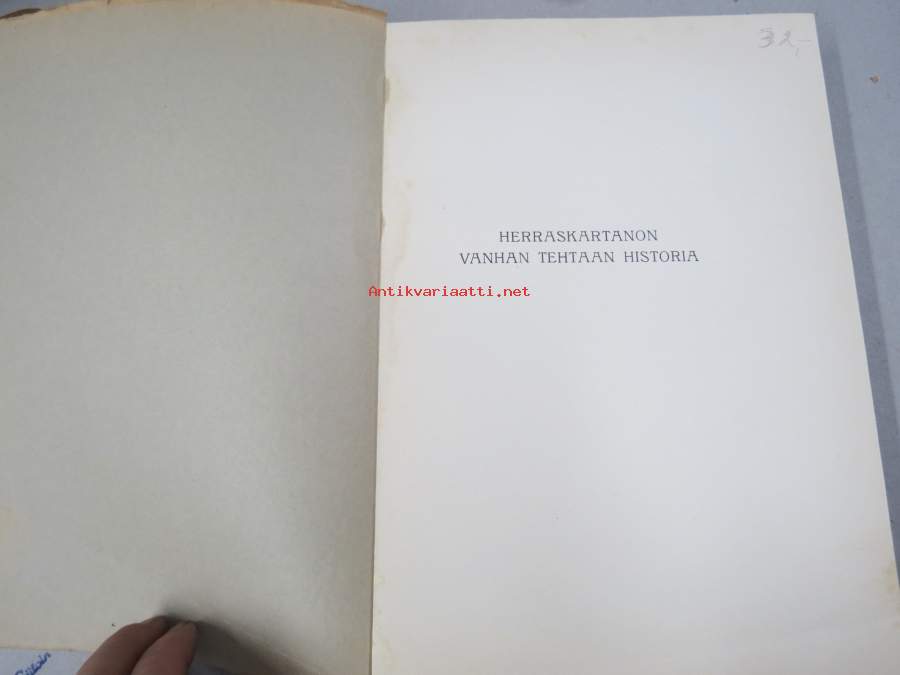 32,-
HERRASKARTANON
VANHAN TEHTAAN HISTORIA
Antikvariaatti.net